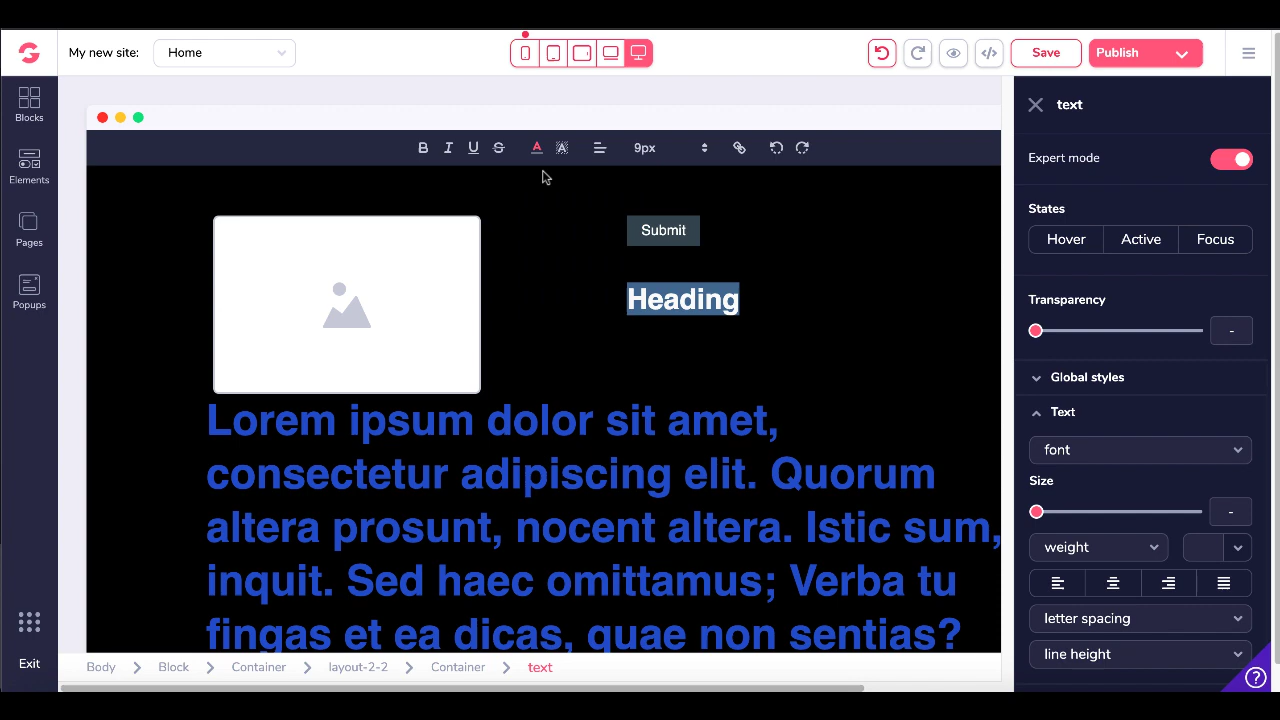 My new site:
Home
Save
Publish
Blocks
Elements
Pages
Popups
Exit
B I U S A A 9px
Submit
Heading
Lorem ipsum dolor sit amet,
consectetur adipiscing elit. Quorum
altera prosunt, nocent altera. Istic sum,
inquit. Sed haec omittamus; Verba tu
fingas et ea dicas, quae non sentias?
Body > Block > Container > layout-2-2 > Container > text
text
Expert mode
States
Hover Active Focus
Transparency
-
Global styles
Text
font
Size
-
weight
letter spacing
line height
?